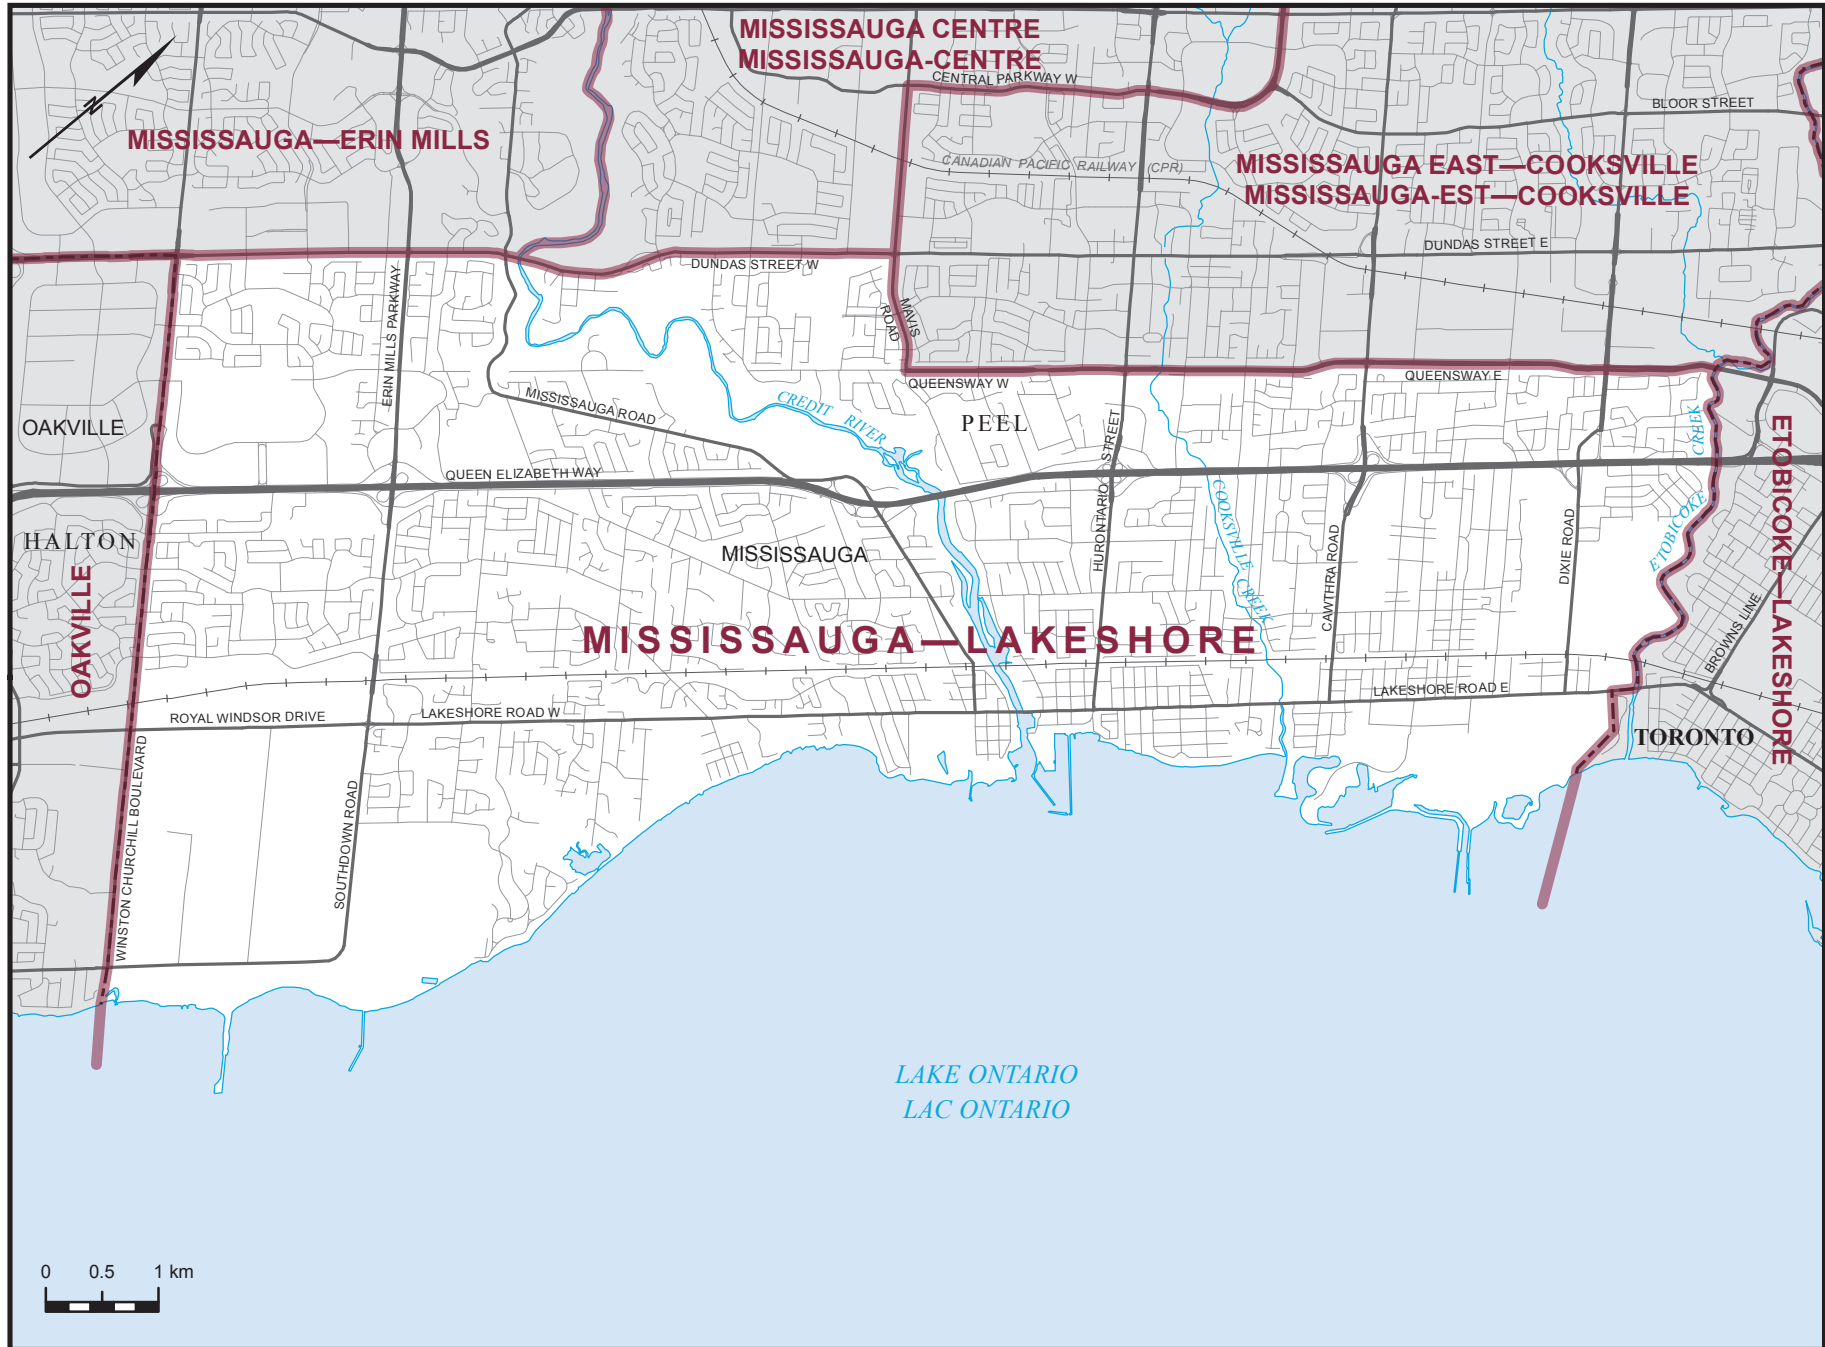 MISSISSAUGA CENTRE
MISSISSAUGA-CENTRE
CENTRAL PARKWAY W
BLOOR STREET
N
MISSISSAUGA—ERIN MILLS
CANADIAN PACIFIC RAILWAY (CPR)
MISSISSAUGA EAST—COOKSVILLE
MISSISSAUGA-EST—COOKSVILLE
DUNDAS STREET E
DUNDAS STREET W
MAVIS
ROAD
ERIN MILLS PARKWAY
QUEENSWAY W
QUEENSWAY E
MISSISSAUGA ROAD
CREDIT RIVER
PEEL
HURONTARIO STREET
OAKVILLE
ETOBICOKE CREEK
ETOBICOKE—LAKESHORE
QUEEN ELIZABETH WAY
COOKSVILLE CREEK
HALTON
MISSISSAUGA
CAWTHRA ROAD
DIXIE ROAD
OAKVILLE
MISSISSAUGA—LAKESHORE
BROWNS LINE
LAKESHORE ROAD E
ROYAL WINDSOR DRIVE
LAKESHORE ROAD W
TORONTO
WINSTON CHURCHILL BOULEVARD
SOUTHDOWN ROAD
LAKE ONTARIO
LAC ONTARIO
0 0.5 1 km